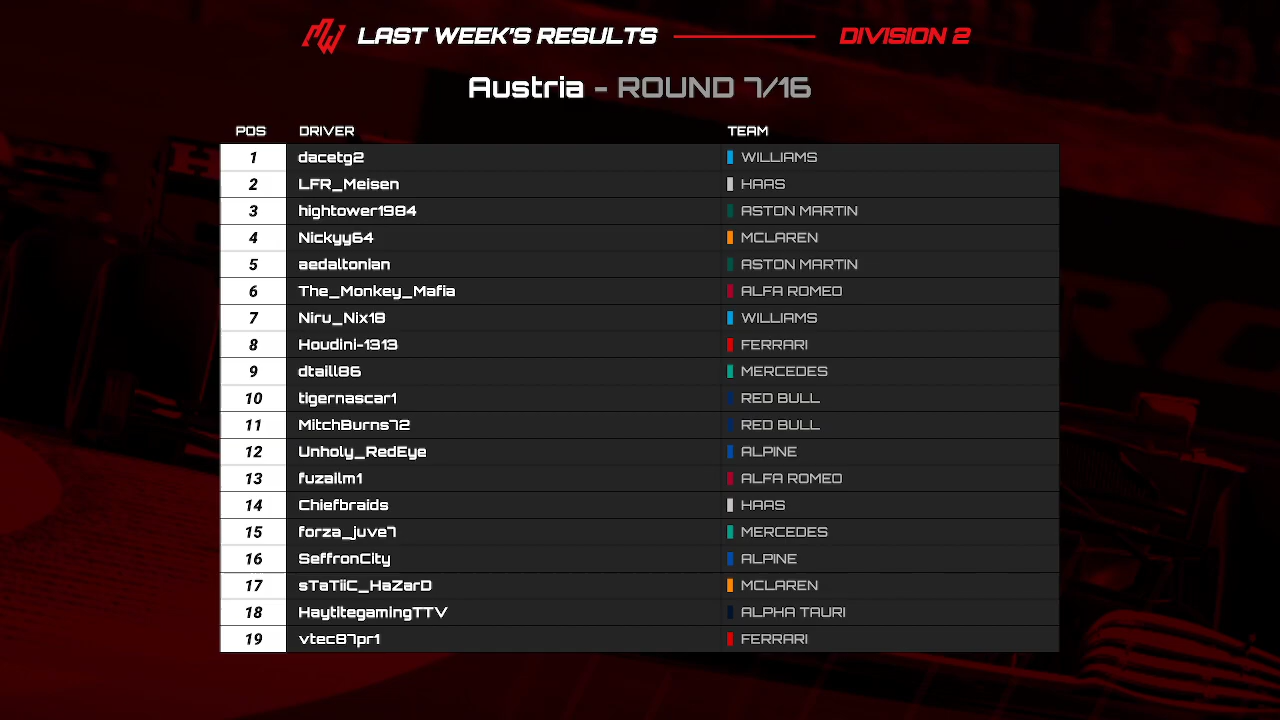 LAST WEEK'S RESULTS DIVISION 2
Austria - ROUND 7/16
POS DRIVER TEAM
1 dacetg2 WILLIAMS
2 LFR_Meisen HAAS
3 hightower1984 ASTON MARTIN
4 Nickyy64 MCLAREN
5 aedaltonian ASTON MARTIN
6 The_Monkey_Mafia ALFA ROMEO
7 Niru_Nix18 WILLIAMS
8 Houdini-1313 FERRARI
9 dtaill86 MERCEDES
10 tigernascar1 RED BULL
11 MitchBurns72 RED BULL
12 Unholy_RedEye ALPINE
13 fuzailm1 ALFA ROMEO
14 Chiefbraids HAAS
15 forza_juve7 MERCEDES
16 SeffronCity ALPINE
17 sTaTiiC_HaZarD MCLAREN
18 HaytitegamingTTV ALPHA TAURI
19 vtec87pr1 FERRARI